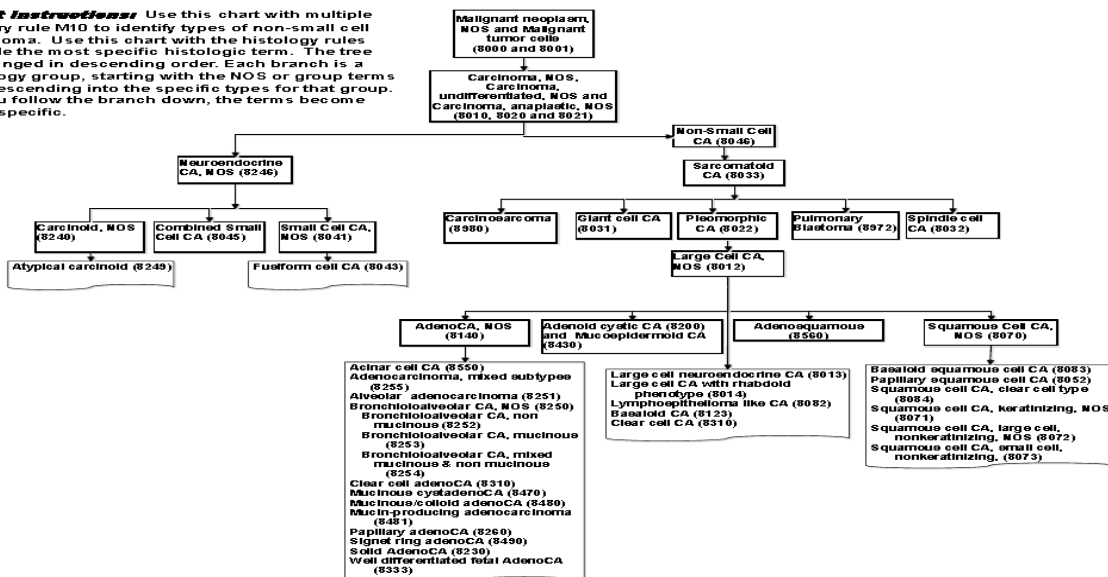 t Instructions: Use this chart with multiple
ry rule M10 to identify types of non-small cell
oma. Use this chart with the histology rules
le the most specific histologic term. The tree
nged in descending order. Each branch is a
ogy group, starting with the NOS or group terms
escending into the specific types for that group.
u follow the branch down, the terms become
specific.
Malignant neoplasm,
NOS and Malignant
tumor cells
(8000 and 8001)
Carcinoma, NOS,
Carcinoma,
undifferentiated, NOS and
Carcinoma, anaplastic, NOS
(8010, 8020 and 8021)
Non-Small Cell
CA (8046)
Neuroendocrine
CA, NOS (8246)
Sarcomatoid
CA (8033)
Carcinoid, NOS
(8240)
Combined Small
Cell CA (8045)
Small Cell CA,
NOS (8041)
Carcinosarcoma
(8980)
Giant cell CA
(8031)
Pleomorphic
CA (8022)
Pulmonary
Blastoma (8972)
Spindle cell
CA (8032)
Atypical carcinoid (8249)
Fusiform cell CA (8043)
Large Cell CA,
NOS (8012)
AdenoCA, NOS
(8140)
Adenoid cystic CA (8200)
and Mucoepidermoid CA
(8430)
Adenosquamous
(8560)
Squamous Cell CA,
NOS (8070)
Acinar cell CA (8550)
Adenocarcinoma, mixed subtypes
(8255)
Alveolar adenocarcinoma (8251)
Bronchioloalveolar CA, NOS (8250)
Bronchioloalveolar CA, non
mucinous (8252)
Bronchioloalveolar CA, mucinous
(8253)
Bronchioloalveolar CA, mixed
mucinous & non mucinous
(8254)
Clear cell adenoCA (8310)
Mucinous cystadenoCA (8470)
Mucinous/colloid adenoCA (8480)
Mucin-producing adenocarcinoma
(8481)
Papillary adenoCA (8260)
Signet ring adenoCA (8490)
Solid AdenoCA (8230)
Well differentiated fetal AdenoCA
(8333)
Large cell neuroendocrine CA (8013)
Large cell CA with rhabdoid
phenotype (8014)
Lymphoepithelioma like CA (8082)
Basaloid CA (8123)
Clear cell CA (8310)
Basaloid squamous cell CA (8083)
Papillary squamous cell CA (8052)
Squamous cell CA, clear cell type
(8084)
Squamous cell CA, keratinizing, NOS
(8071)
Squamous cell CA, large cell,
nonkeratinizing, NOS (8072)
Squamous cell CA, small cell,
nonkeratinizing, (8073)